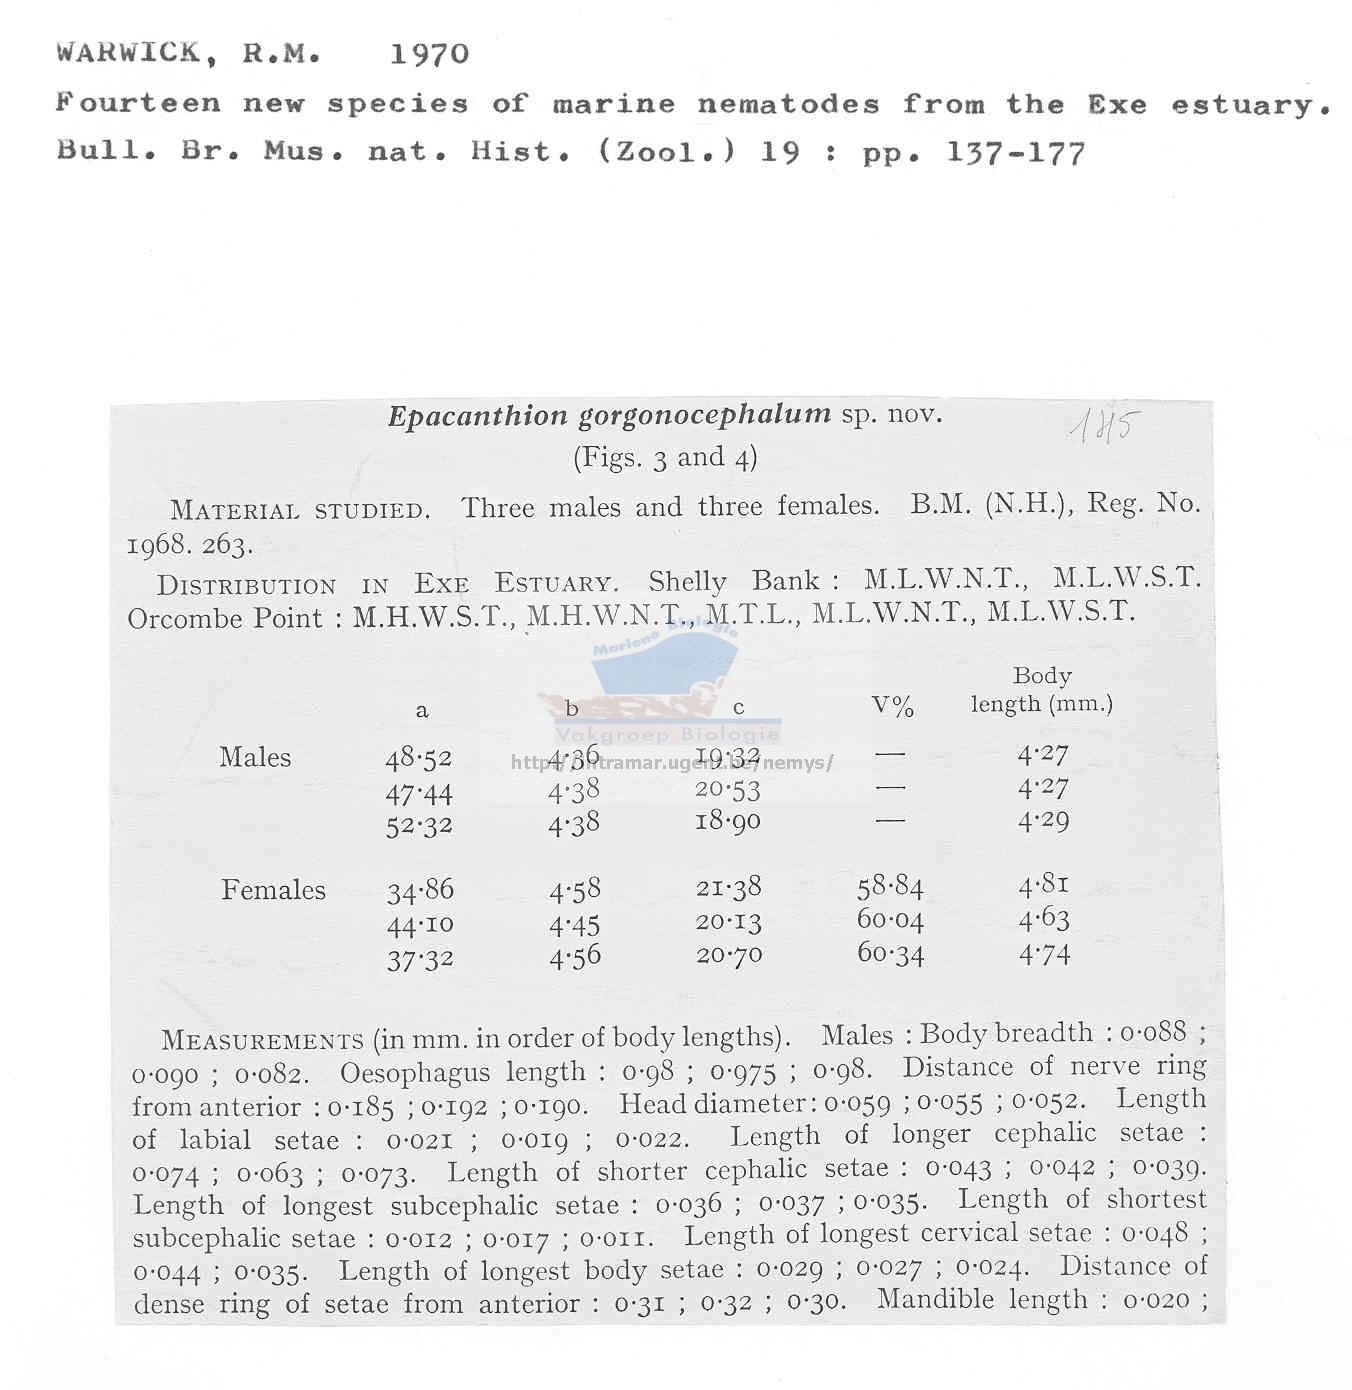 WARWICK, R.M. 1970
Fourteen new species of marine nematodes from the Exe estuary.
Bull. Br. Mus. nat. Hist. (Zool.) 19 : pp. 137-177
Epacanthion gorgonocephalum sp. nov.
(Figs. 3 and 4)
MATERIAL STUDIED. Three males and three females. B.M. (N.H.), Reg. No.
1968. 263.
DISTRIBUTION IN EXE ESTUARY. Shelly Bank : M.L.W.N.T., M.L.W.S.T.
Orcombe Point : M.H.W.S.T., M.H.W.N.T., M.T.L., M.L.W.N.T., M.L.W.S.T.
Mariene Biologie
Body
a b c V% length (mm.)
Vakgroep Biologie
Males 48·52 4·36 19·32 — 4·27
http://intramar.ugent.be/nemys/
47·44 4·38 20·53 — 4·27
52·32 4·38 18·90 — 4·29
Females 34·86 4·58 21·38 58·84 4·81
44·10 4·45 20·13 60·04 4·63
37·32 4·56 20·70 60·34 4·74
MEASUREMENTS (in mm. in order of body lengths). Males : Body breadth : 0·088 ;
0·090 ; 0·082. Oesophagus length : 0·98 ; 0·975 ; 0·98. Distance of nerve ring
from anterior : 0·185 ; 0·192 ; 0·190. Head diameter : 0·059 ; 0·055 ; 0·052. Length
of labial setae : 0·021 ; 0·019 ; 0·022. Length of longer cephalic setae :
0·074 ; 0·063 ; 0·073. Length of shorter cephalic setae : 0·043 ; 0·042 ; 0·039.
Length of longest subcephalic setae : 0·036 ; 0·037 ; 0·035. Length of shortest
subcephalic setae : 0·012 ; 0·017 ; 0·011. Length of longest cervical setae : 0·048 ;
0·044 ; 0·035. Length of longest body setae : 0·029 ; 0·027 ; 0·024. Distance of
dense ring of setae from anterior : 0·31 ; 0·32 ; 0·30. Mandible length : 0·020 ;